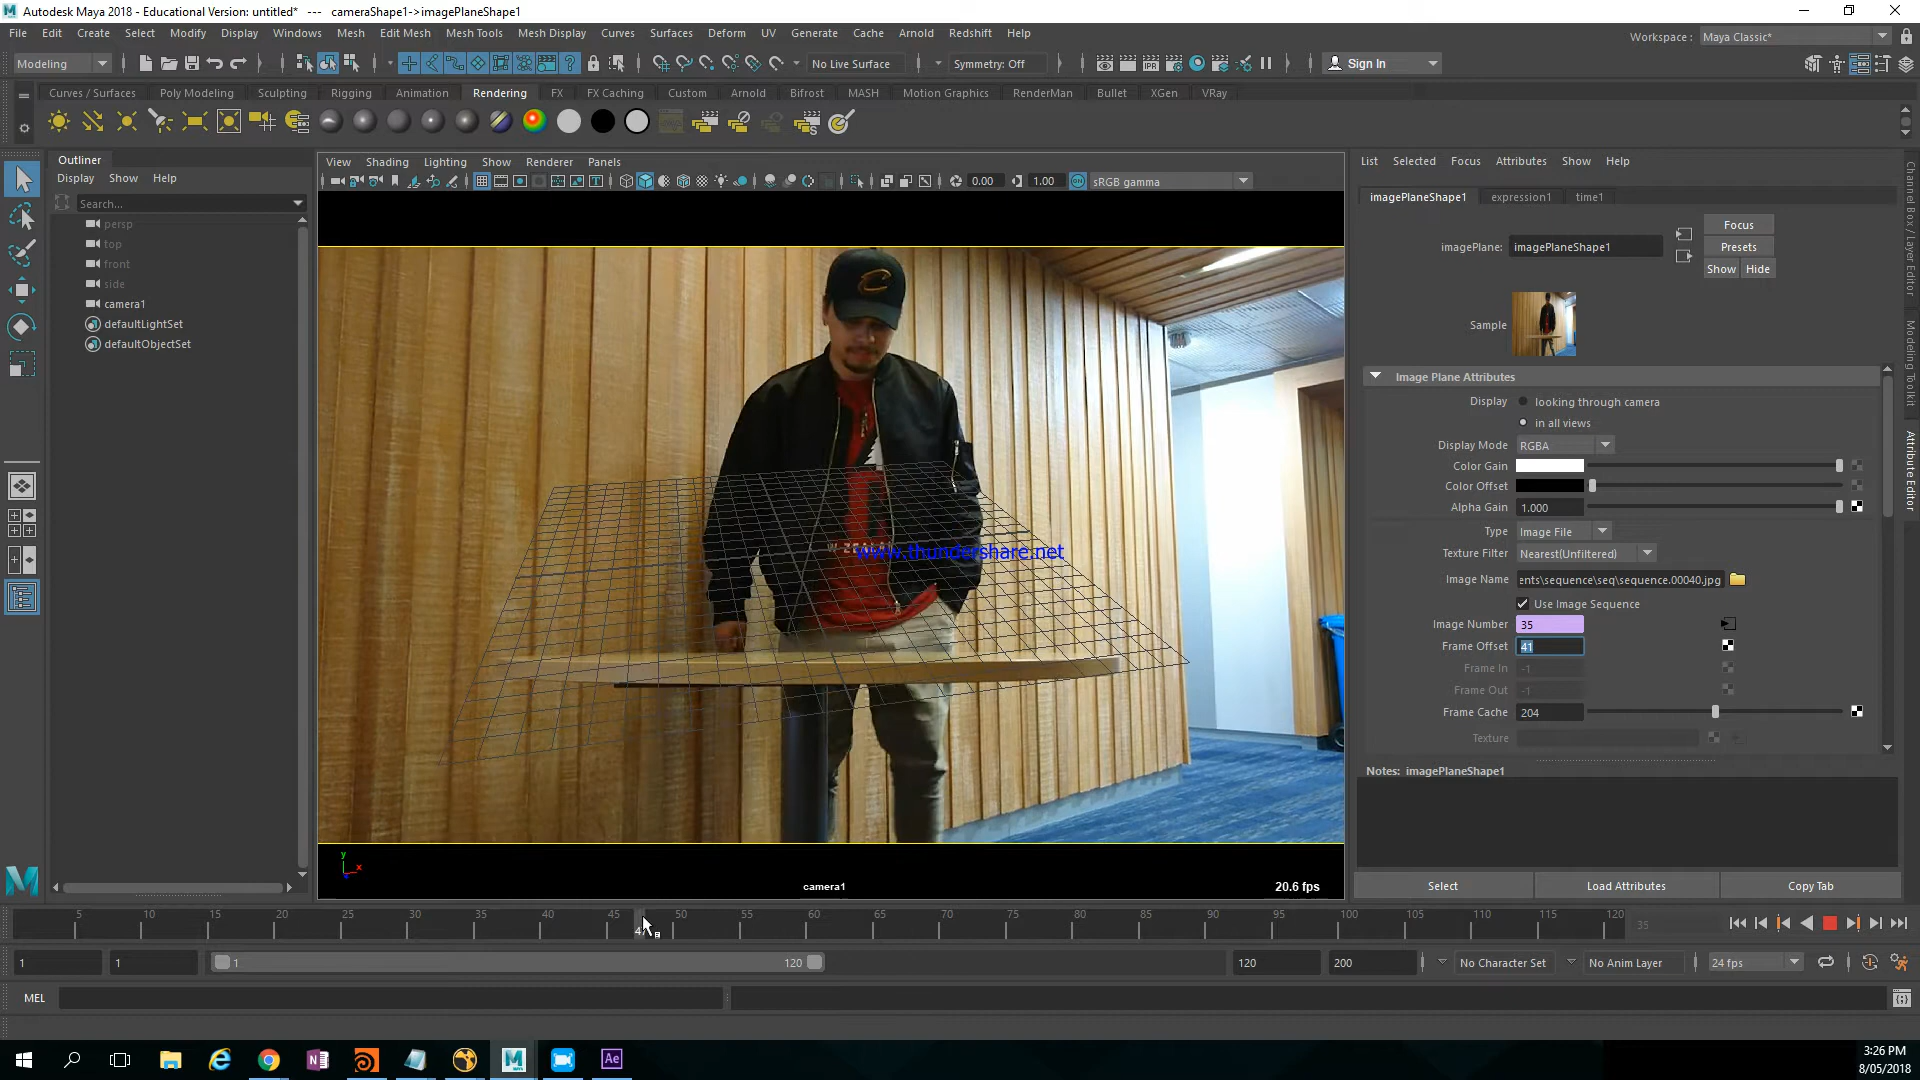 Autodesk Maya 2018 - Educational Version: untitled*   ---   cameraShape1->imagePlaneShape1
File Edit Create Select Modify Display Windows Mesh Edit Mesh Mesh Tools Mesh Display Curves Surfaces Deform UV Generate Cache Arnold Redshift Help
Workspace : Maya Classic*
Modeling
No Live Surface
Symmetry: Off
Sign In
Curves / Surfaces Poly Modeling Sculpting Rigging Animation Rendering FX FX Caching Custom Arnold Bifrost MASH Motion Graphics RenderMan Bullet XGen VRay
IPR
Outliner
Display Show Help
Search...
persp
top
front
side
camera1
defaultLightSet
defaultObjectSet
View Shading Lighting Show Renderer Panels
0.00
1.00
sRGB gamma
www.thundershare.net
camera1
20.6 fps
List Selected Focus Attributes Show Help
imagePlaneShape1 expression1 time1
imagePlane: imagePlaneShape1
Focus
Presets
Show Hide
Sample
Image Plane Attributes
Display looking through camera
in all views
Display Mode RGBA
Color Gain
Color Offset
Alpha Gain 1.000
Type Image File
Texture Filter Nearest(Unfiltered)
Image Name ents\sequence\seq\sequence.00040.jpg
Use Image Sequence
Image Number 35
Frame Offset 41
Frame In -1
Frame Out -1
Frame Cache 204
Texture
Notes: imagePlaneShape1
Select Load Attributes Copy Tab
Channel Box / Layer Editor
Modeling Toolkit
Attribute Editor
5 10 15 20 25 30 35 40 45 50 55 60 65 70 75 80 85 90 95 100 105 110 115 120
35
1 1 1 120 120 200
No Character Set
No Anim Layer
24 fps
MEL
Ae
3:26 PM
8/05/2018